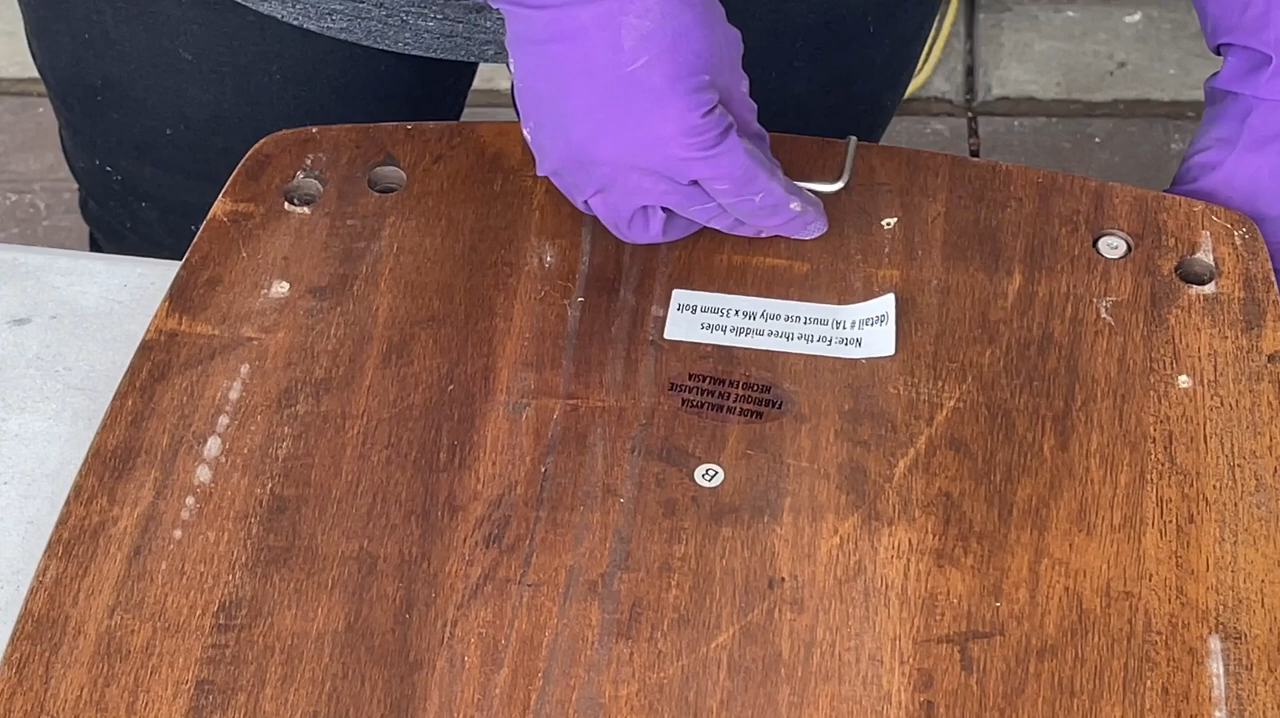 Note: For the three middle holes
(detail # 1A) must use only M6 x 35mm Bolt
MADE IN MALAYSIA
FABRIQUE EN MALAISIE
HECHO EN MALASIA
B